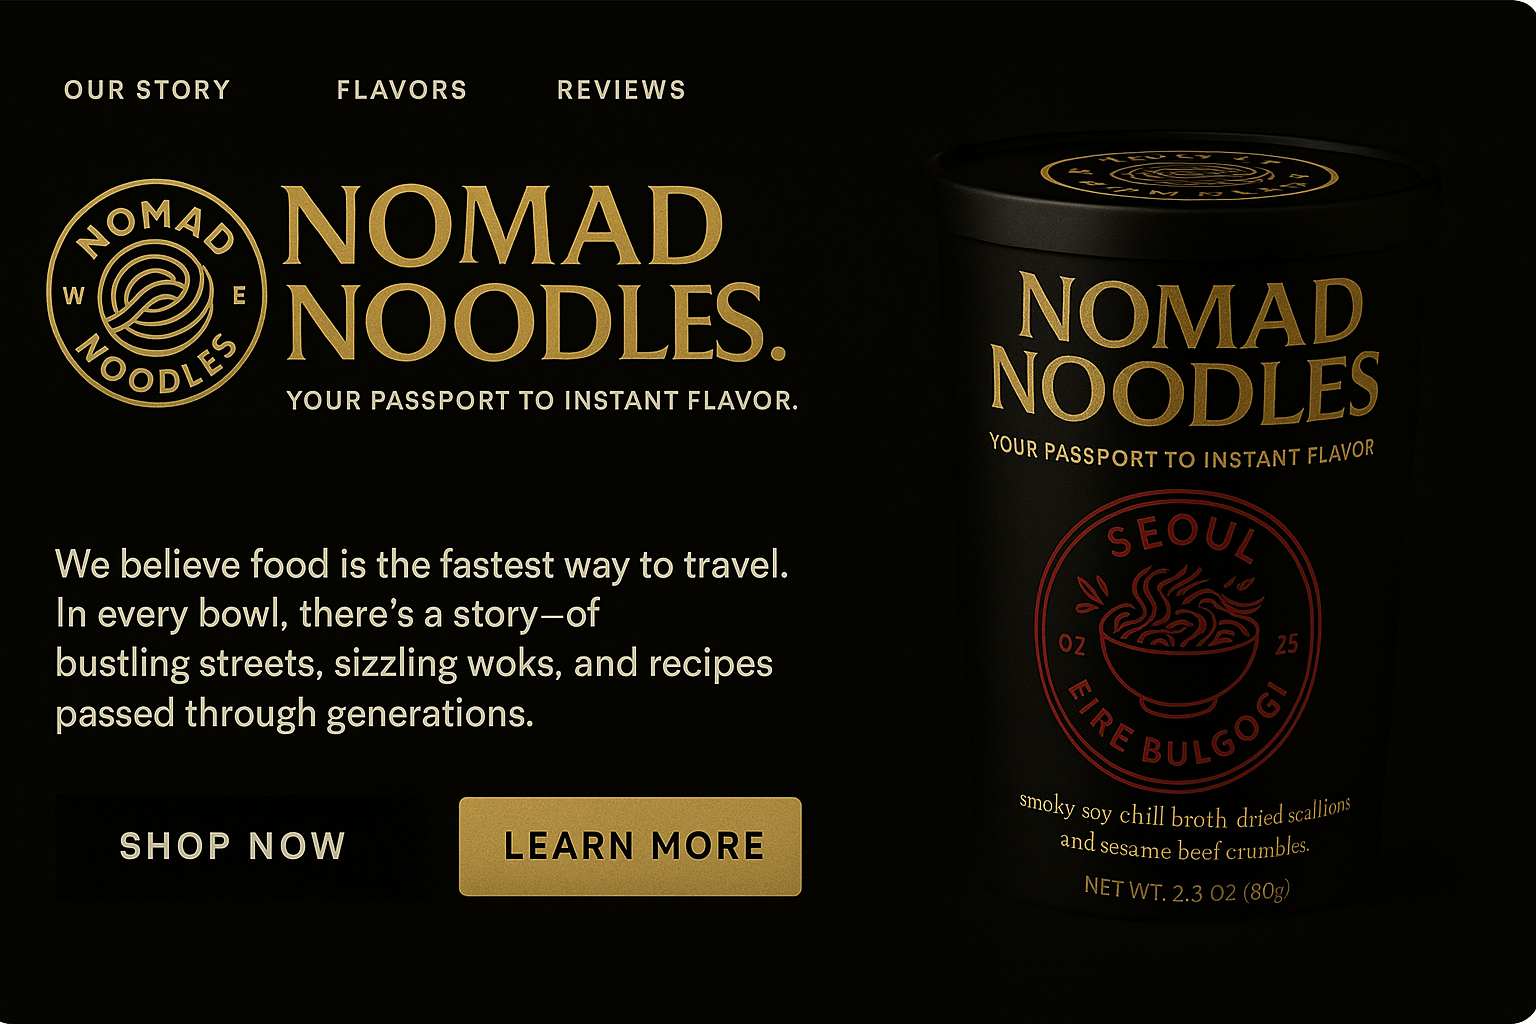 OUR STORY
FLAVORS
REVIEWS
NOMAD
W
E
NOODLES
NOMAD
NOODLES.
YOUR PASSPORT TO INSTANT FLAVOR.
We believe food is the fastest way to travel.
In every bowl, there's a story—of
bustling streets, sizzling woks, and recipes
passed through generations.
SHOP NOW
LEARN MORE
NOMAD
NOODLES
YOUR PASSPORT TO INSTANT FLAVOR
SEOUL
OZ
25
EIRE BULGOGI
smoky soy chill broth dried scallions
and sesame beef crumbles.
NET WT. 2.3 OZ (80g)